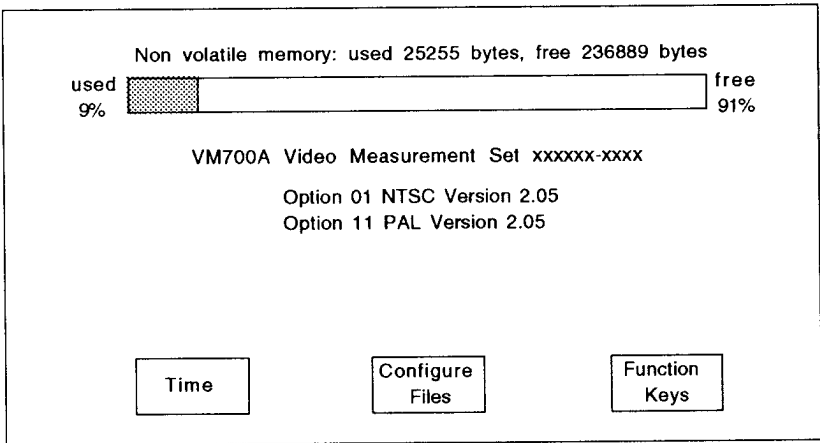 Non volatile memory: used 25255 bytes, free 236889 bytes
used
9%
free
91%
VM700A Video Measurement Set xxxxxx-xxxx
Option 01 NTSC Version 2.05
Option 11 PAL Version 2.05
Time
Configure
Files
Function
Keys